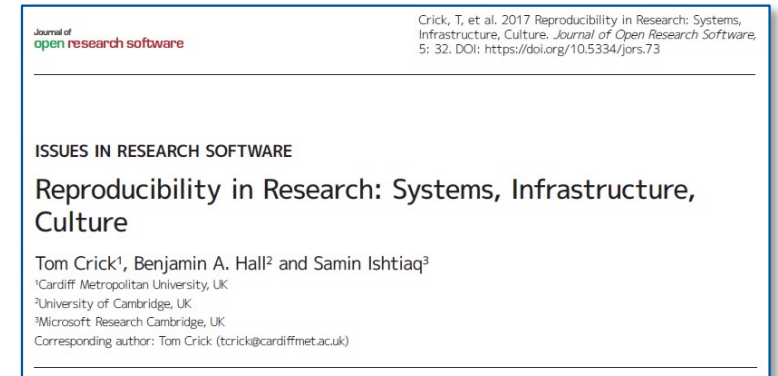 Journal of
open research software
Crick, T, et al. 2017 Reproducibility in Research: Systems,
Infrastructure, Culture. Journal of Open Research Software,
5: 32. DOI: https://doi.org/10.5334/jors.73
ISSUES IN RESEARCH SOFTWARE
Reproducibility in Research: Systems, Infrastructure,
Culture
Tom Crick¹, Benjamin A. Hall² and Samin Ishtiaq³
¹Cardiff Metropolitan University, UK
²University of Cambridge, UK
³Microsoft Research Cambridge, UK
Corresponding author: Tom Crick (tcrick@cardiffmet.ac.uk)